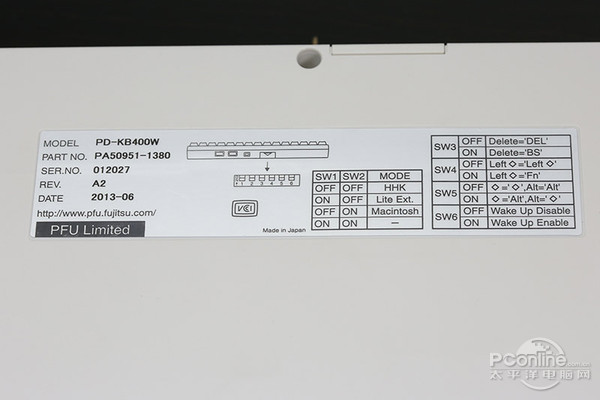 MODEL PD-KB400W
PART NO. PA50951-1380
SER.NO. 012027
REV. A2
DATE 2013-06
http://www.pfu.fujitsu.com/
PFU Limited
1 2 3 4 5 6
VCI
Made in Japan
SW1 SW2 MODE
OFF OFF HHK
OFF ON Lite Ext.
ON OFF Macintosh
ON ON —
SW3 OFF Delete='DEL'
ON Delete='BS'
SW4 OFF Left◇='Left◇'
ON Left◇='Fn'
SW5 OFF ◇='◇',Alt='Alt'
ON ◇='Alt',Alt='◇'
SW6 OFF Wake Up Disable
ON Wake Up Enable
PConline
.com.cn
太平洋电脑网